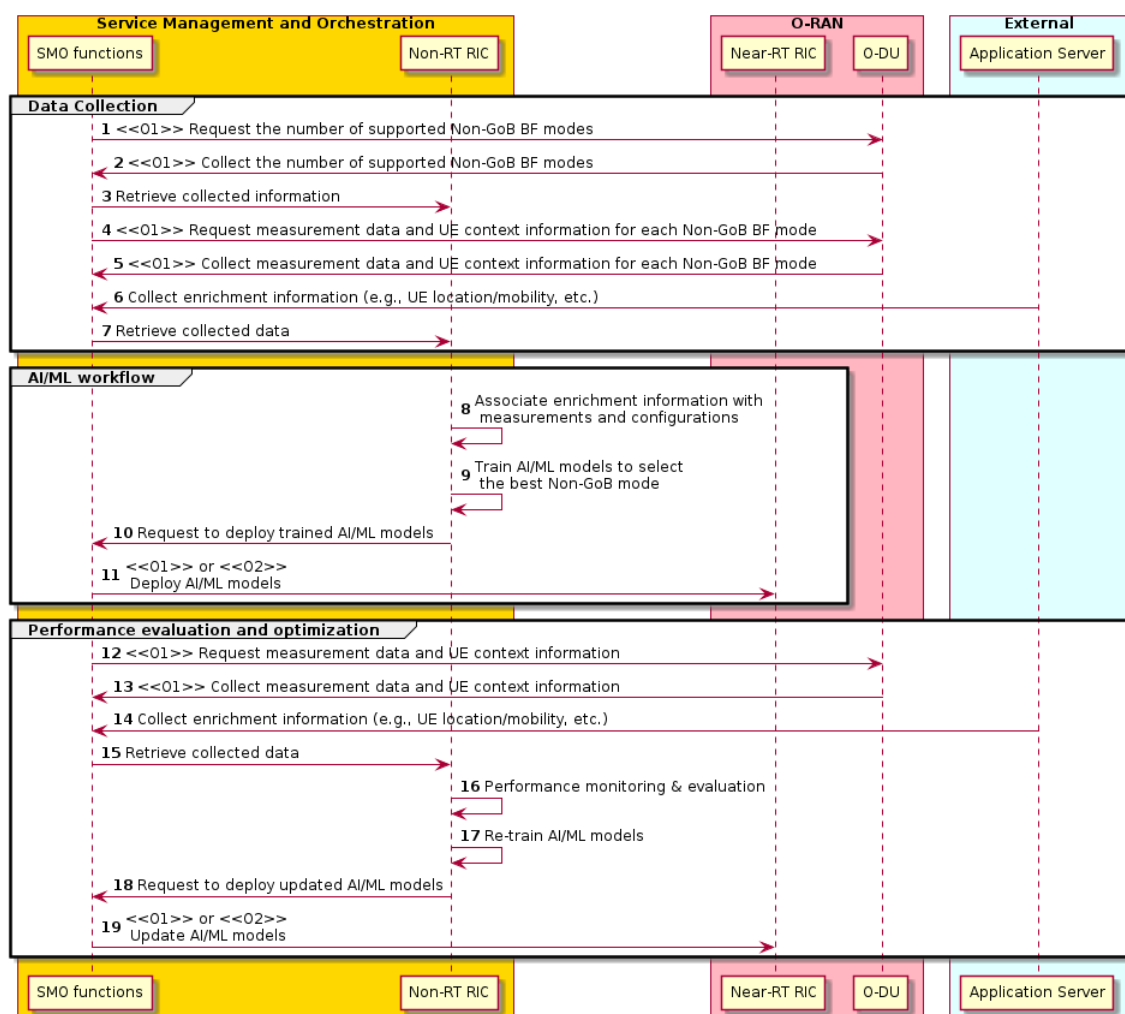 Service Management and Orchestration
O-RAN
External
SMO functions
Non-RT RIC
Near-RT RIC
O-DU
Application Server
Data Collection
1 <<O1>> Request the number of supported Non-GoB BF modes
2 <<O1>> Collect the number of supported Non-GoB BF modes
3 Retrieve collected information
4 <<O1>> Request measurement data and UE context information for each Non-GoB BF mode
5 <<O1>> Collect measurement data and UE context information for each Non-GoB BF mode
6 Collect enrichment information (e.g., UE location/mobility, etc.)
7 Retrieve collected data
AI/ML workflow
8 Associate enrichment information with
measurements and configurations
9 Train AI/ML models to select
the best Non-GoB mode
10 Request to deploy trained AI/ML models
11 <<O1>> or <<O2>>
Deploy AI/ML models
Performance evaluation and optimization
12 <<O1>> Request measurement data and UE context information
13 <<O1>> Collect measurement data and UE context information
14 Collect enrichment information (e.g., UE location/mobility, etc.)
15 Retrieve collected data
16 Performance monitoring & evaluation
17 Re-train AI/ML models
18 Request to deploy updated AI/ML models
19 <<O1>> or <<O2>>
Update AI/ML models
SMO functions
Non-RT RIC
Near-RT RIC
O-DU
Application Server